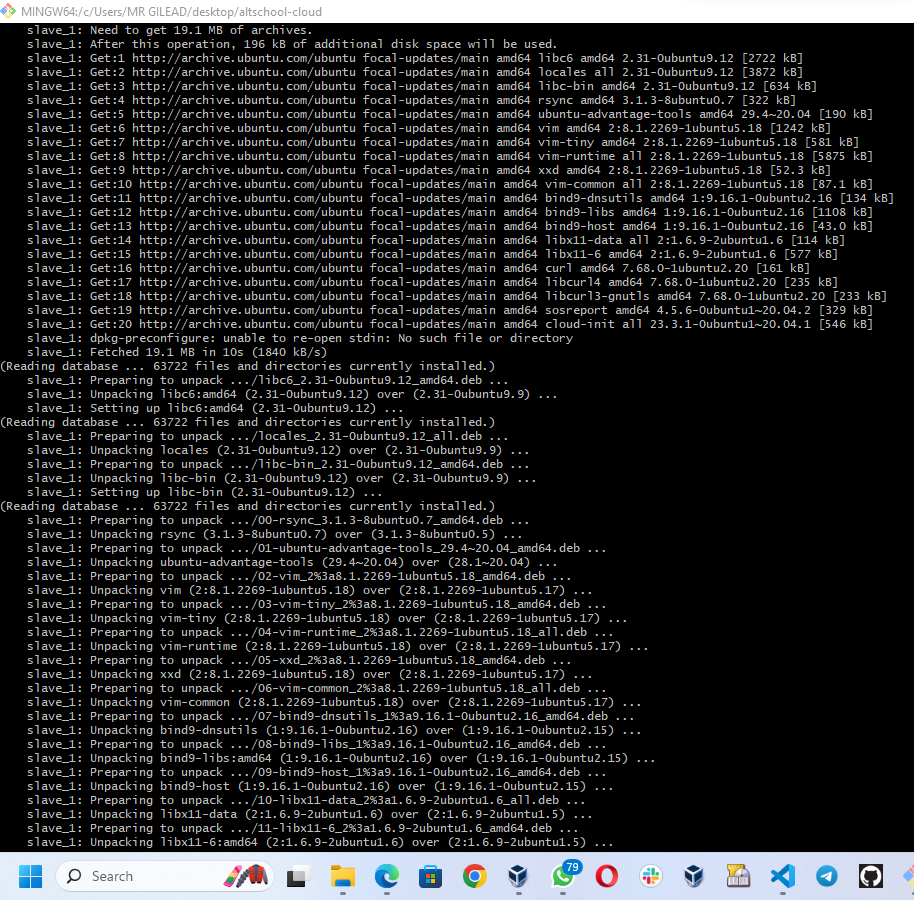 MINGW64:/c/Users/MR GILEAD/desktop/altschool-cloud
slave_1: Need to get 19.1 MB of archives.
slave_1: After this operation, 196 kB of additional disk space will be used.
slave_1: Get:1 http://archive.ubuntu.com/ubuntu focal-updates/main amd64 libc6 amd64 2.31-0ubuntu9.12 [2722 kB]
slave_1: Get:2 http://archive.ubuntu.com/ubuntu focal-updates/main amd64 locales all 2.31-0ubuntu9.12 [3872 kB]
slave_1: Get:3 http://archive.ubuntu.com/ubuntu focal-updates/main amd64 libc-bin amd64 2.31-0ubuntu9.12 [634 kB]
slave_1: Get:4 http://archive.ubuntu.com/ubuntu focal-updates/main amd64 rsync amd64 3.1.3-8ubuntu0.7 [322 kB]
slave_1: Get:5 http://archive.ubuntu.com/ubuntu focal-updates/main amd64 ubuntu-advantage-tools amd64 29.4~20.04 [190 kB]
slave_1: Get:6 http://archive.ubuntu.com/ubuntu focal-updates/main amd64 vim amd64 2:8.1.2269-1ubuntu5.18 [1242 kB]
slave_1: Get:7 http://archive.ubuntu.com/ubuntu focal-updates/main amd64 vim-tiny amd64 2:8.1.2269-1ubuntu5.18 [581 kB]
slave_1: Get:8 http://archive.ubuntu.com/ubuntu focal-updates/main amd64 vim-runtime all 2:8.1.2269-1ubuntu5.18 [5875 kB]
slave_1: Get:9 http://archive.ubuntu.com/ubuntu focal-updates/main amd64 xxd amd64 2:8.1.2269-1ubuntu5.18 [52.3 kB]
slave_1: Get:10 http://archive.ubuntu.com/ubuntu focal-updates/main amd64 vim-common all 2:8.1.2269-1ubuntu5.18 [87.1 kB]
slave_1: Get:11 http://archive.ubuntu.com/ubuntu focal-updates/main amd64 bind9-dnsutils amd64 1:9.16.1-0ubuntu2.16 [134 kB]
slave_1: Get:12 http://archive.ubuntu.com/ubuntu focal-updates/main amd64 bind9-libs amd64 1:9.16.1-0ubuntu2.16 [1108 kB]
slave_1: Get:13 http://archive.ubuntu.com/ubuntu focal-updates/main amd64 bind9-host amd64 1:9.16.1-0ubuntu2.16 [43.0 kB]
slave_1: Get:14 http://archive.ubuntu.com/ubuntu focal-updates/main amd64 libx11-data all 2:1.6.9-2ubuntu1.6 [114 kB]
slave_1: Get:15 http://archive.ubuntu.com/ubuntu focal-updates/main amd64 libx11-6 amd64 2:1.6.9-2ubuntu1.6 [577 kB]
slave_1: Get:16 http://archive.ubuntu.com/ubuntu focal-updates/main amd64 curl amd64 7.68.0-1ubuntu2.20 [161 kB]
slave_1: Get:17 http://archive.ubuntu.com/ubuntu focal-updates/main amd64 libcurl4 amd64 7.68.0-1ubuntu2.20 [235 kB]
slave_1: Get:18 http://archive.ubuntu.com/ubuntu focal-updates/main amd64 libcurl3-gnutls amd64 7.68.0-1ubuntu2.20 [233 kB]
slave_1: Get:19 http://archive.ubuntu.com/ubuntu focal-updates/main amd64 sosreport amd64 4.5.6-0ubuntu1~20.04.2 [329 kB]
slave_1: Get:20 http://archive.ubuntu.com/ubuntu focal-updates/main amd64 cloud-init all 23.3.1-0ubuntu1~20.04.1 [546 kB]
slave_1: dpkg-preconfigure: unable to re-open stdin: No such file or directory
slave_1: Fetched 19.1 MB in 10s (1840 kB/s)
(Reading database ... 63722 files and directories currently installed.)
slave_1: Preparing to unpack .../libc6_2.31-0ubuntu9.12_amd64.deb ...
slave_1: Unpacking libc6:amd64 (2.31-0ubuntu9.12) over (2.31-0ubuntu9.9) ...
slave_1: Setting up libc6:amd64 (2.31-0ubuntu9.12) ...
(Reading database ... 63722 files and directories currently installed.)
slave_1: Preparing to unpack .../locales_2.31-0ubuntu9.12_all.deb ...
slave_1: Unpacking locales (2.31-0ubuntu9.12) over (2.31-0ubuntu9.9) ...
slave_1: Preparing to unpack .../libc-bin_2.31-0ubuntu9.12_amd64.deb ...
slave_1: Unpacking libc-bin (2.31-0ubuntu9.12) over (2.31-0ubuntu9.9) ...
slave_1: Setting up libc-bin (2.31-0ubuntu9.12) ...
(Reading database ... 63722 files and directories currently installed.)
slave_1: Preparing to unpack .../00-rsync_3.1.3-8ubuntu0.7_amd64.deb ...
slave_1: Unpacking rsync (3.1.3-8ubuntu0.7) over (3.1.3-8ubuntu0.5) ...
slave_1: Preparing to unpack .../01-ubuntu-advantage-tools_29.4~20.04_amd64.deb ...
slave_1: Unpacking ubuntu-advantage-tools (29.4~20.04) over (28.1~20.04) ...
slave_1: Preparing to unpack .../02-vim_2%3a8.1.2269-1ubuntu5.18_amd64.deb ...
slave_1: Unpacking vim (2:8.1.2269-1ubuntu5.18) over (2:8.1.2269-1ubuntu5.17) ...
slave_1: Preparing to unpack .../03-vim-tiny_2%3a8.1.2269-1ubuntu5.18_amd64.deb ...
slave_1: Unpacking vim-tiny (2:8.1.2269-1ubuntu5.18) over (2:8.1.2269-1ubuntu5.17) ...
slave_1: Preparing to unpack .../04-vim-runtime_2%3a8.1.2269-1ubuntu5.18_all.deb ...
slave_1: Unpacking vim-runtime (2:8.1.2269-1ubuntu5.18) over (2:8.1.2269-1ubuntu5.17) ...
slave_1: Preparing to unpack .../05-xxd_2%3a8.1.2269-1ubuntu5.18_amd64.deb ...
slave_1: Unpacking xxd (2:8.1.2269-1ubuntu5.18) over (2:8.1.2269-1ubuntu5.17) ...
slave_1: Preparing to unpack .../06-vim-common_2%3a8.1.2269-1ubuntu5.18_all.deb ...
slave_1: Unpacking vim-common (2:8.1.2269-1ubuntu5.18) over (2:8.1.2269-1ubuntu5.17) ...
slave_1: Preparing to unpack .../07-bind9-dnsutils_1%3a9.16.1-0ubuntu2.16_amd64.deb ...
slave_1: Unpacking bind9-dnsutils (1:9.16.1-0ubuntu2.16) over (1:9.16.1-0ubuntu2.15) ...
slave_1: Preparing to unpack .../08-bind9-libs_1%3a9.16.1-0ubuntu2.16_amd64.deb ...
slave_1: Unpacking bind9-libs:amd64 (1:9.16.1-0ubuntu2.16) over (1:9.16.1-0ubuntu2.15) ...
slave_1: Preparing to unpack .../09-bind9-host_1%3a9.16.1-0ubuntu2.16_amd64.deb ...
slave_1: Unpacking bind9-host (1:9.16.1-0ubuntu2.16) over (1:9.16.1-0ubuntu2.15) ...
slave_1: Preparing to unpack .../10-libx11-data_2%3a1.6.9-2ubuntu1.6_all.deb ...
slave_1: Unpacking libx11-data (2:1.6.9-2ubuntu1.6) over (2:1.6.9-2ubuntu1.5) ...
slave_1: Preparing to unpack .../11-libx11-6_2%3a1.6.9-2ubuntu1.6_amd64.deb ...
slave_1: Unpacking libx11-6:amd64 (2:1.6.9-2ubuntu1.6) over (2:1.6.9-2ubuntu1.5) ...
Search
79